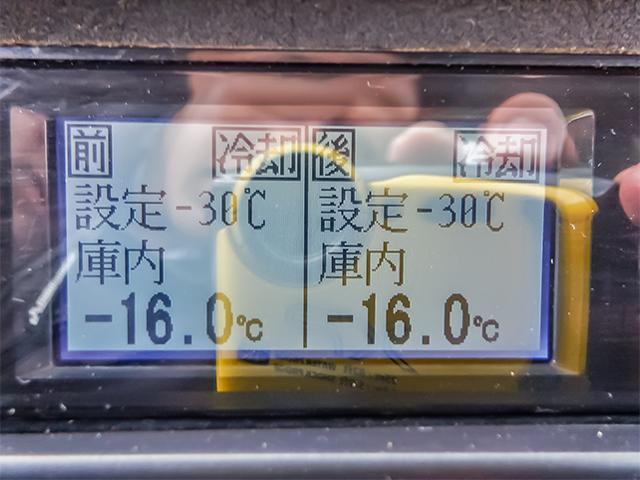 前 冷却 後 冷却
設定-30℃ 設定-30℃
庫内 庫内
-16.0℃ -16.0℃